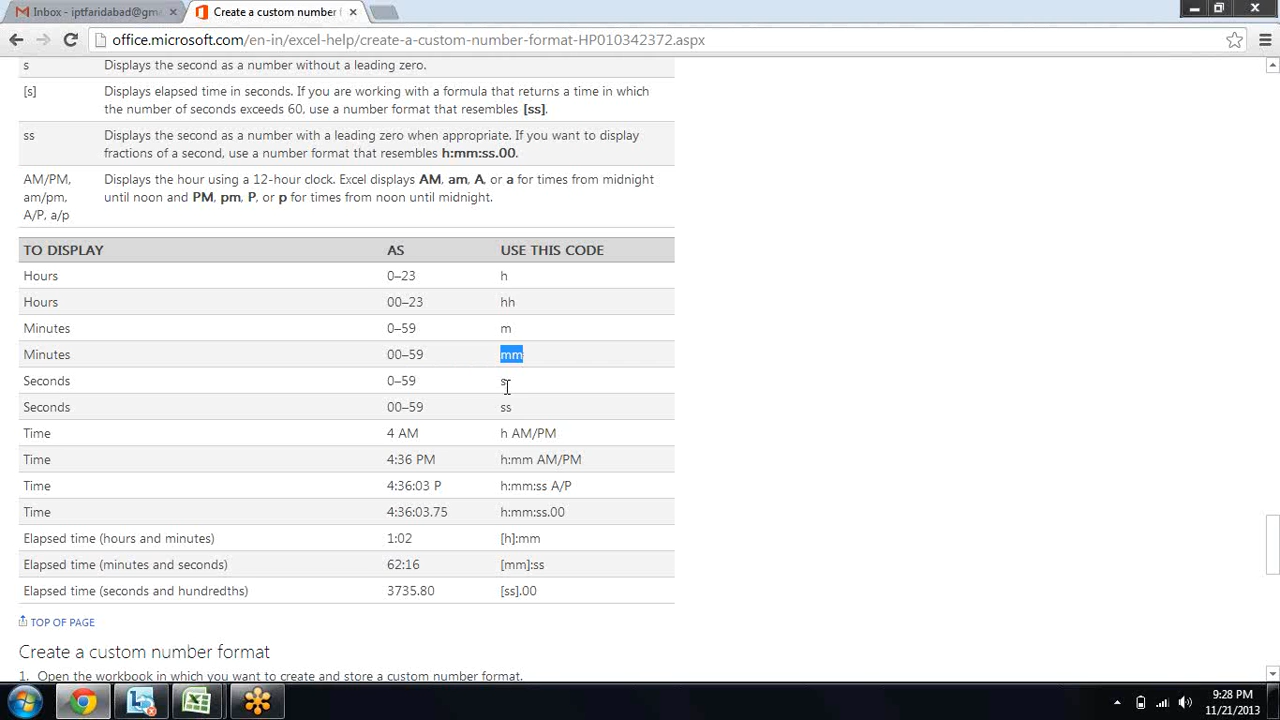 Inbox - iptfaridabad@gma
Create a custom number f
office.microsoft.com/en-in/excel-help/create-a-custom-number-format-HP010342372.aspx
s Displays the second as a number without a leading zero.
[s] Displays elapsed time in seconds. If you are working with a formula that returns a time in which
the number of seconds exceeds 60, use a number format that resembles [ss].
ss Displays the second as a number with a leading zero when appropriate. If you want to display
fractions of a second, use a number format that resembles h:mm:ss.00.
AM/PM, Displays the hour using a 12-hour clock. Excel displays AM, am, A, or a for times from midnight
am/pm, until noon and PM, pm, P, or p for times from noon until midnight.
A/P, a/p
TO DISPLAY AS USE THIS CODE
Hours 0–23 h
Hours 00–23 hh
Minutes 0–59 m
Minutes 00–59 mm
Seconds 0–59 s
Seconds 00–59 ss
Time 4 AM h AM/PM
Time 4:36 PM h:mm AM/PM
Time 4:36:03 P h:mm:ss A/P
Time 4:36:03.75 h:mm:ss.00
Elapsed time (hours and minutes) 1:02 [h]:mm
Elapsed time (minutes and seconds) 62:16 [mm]:ss
Elapsed time (seconds and hundredths) 3735.80 [ss].00
TOP OF PAGE
Create a custom number format
1. Open the workbook in which you want to create and store a custom number format.
9:28 PM
11/21/2013